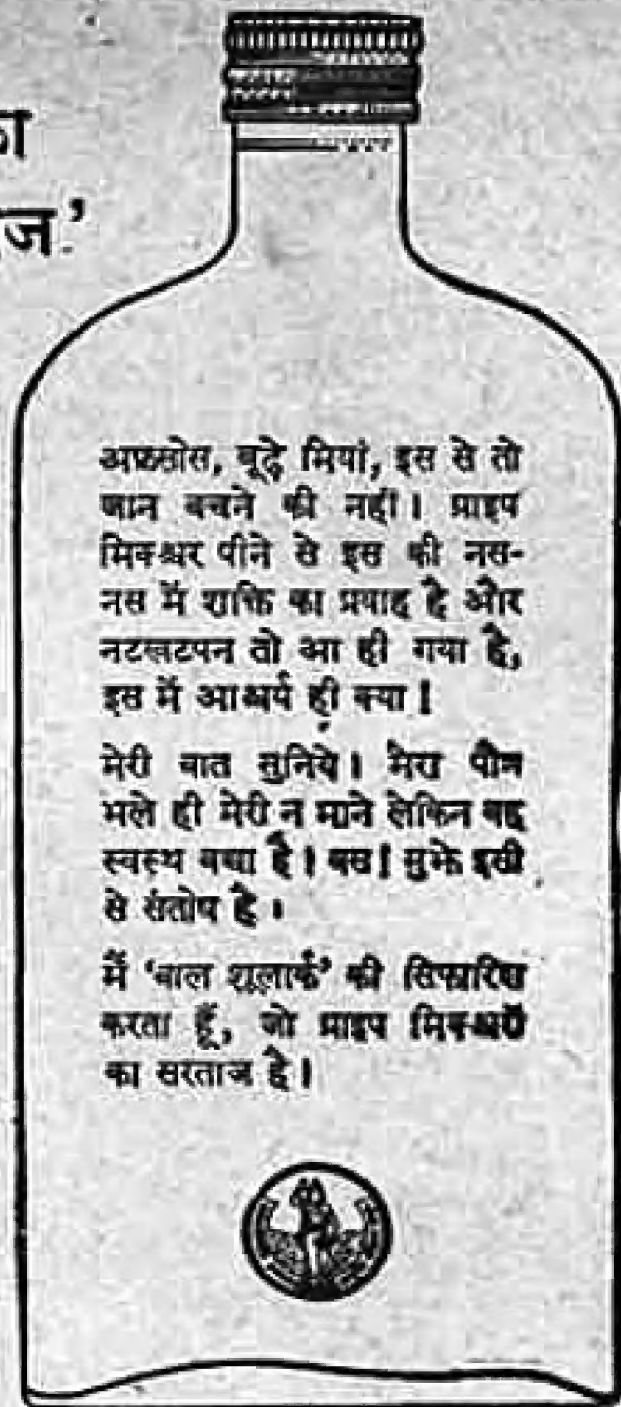 का
ज'
अफ़सोस, बूढ़े मियां, इस से तो
जान बचने की नहीं। ग्राइप
मिक्श्चर पीने से इस की नस-
नस में शक्ति का प्रवाह है और
नटखटपन तो आ ही गया है,
इस में आश्चर्य ही क्या!
मेरी बात सुनिये। मेरा पौत्र
भले ही मेरी न माने लेकिन वह
स्वस्थ बच्चा है। बस! मुझे इसी
से संतोष है।
मैं 'बाल शूलार्क' की सिफ़ारिश
करता हूँ, जो ग्राइप मिक्श्चरों
का सरताज है।